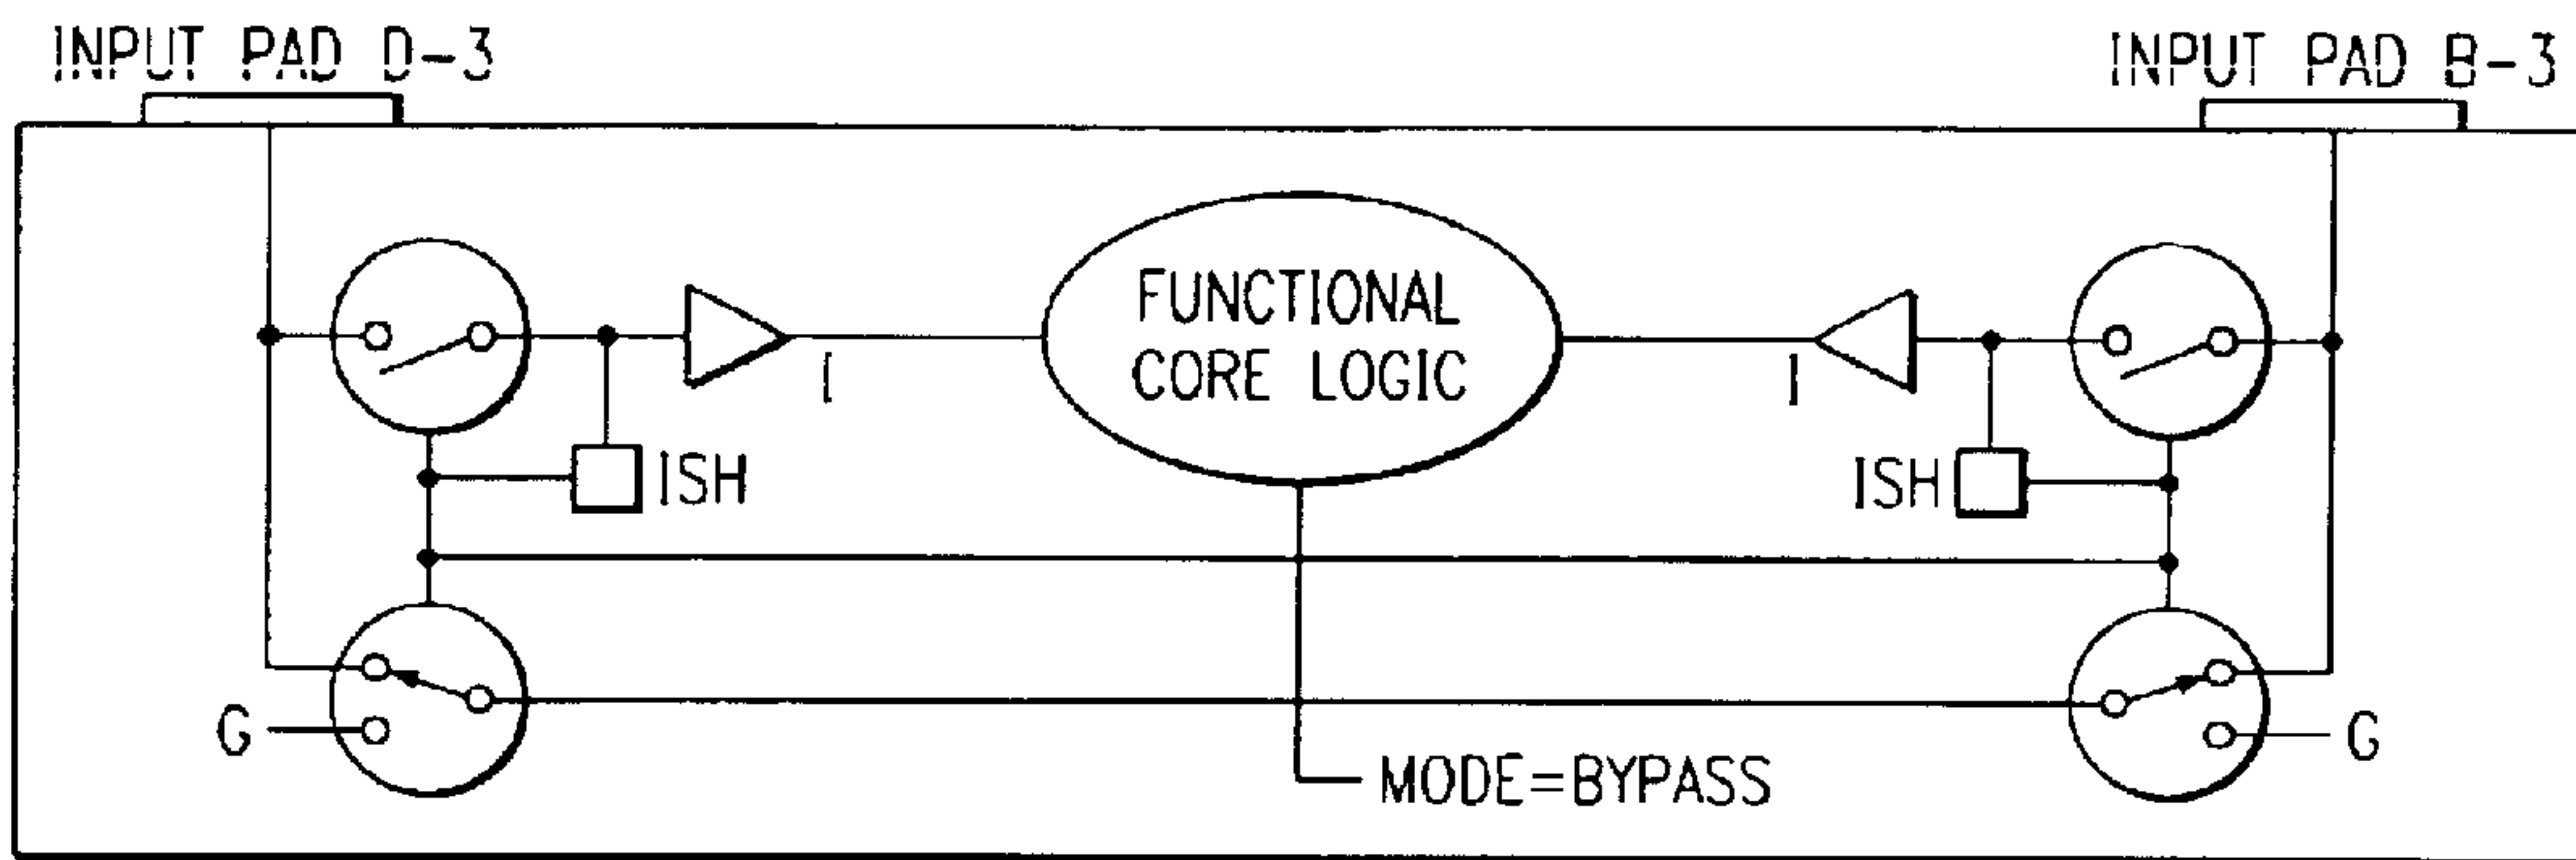 INPUT PAD D-3
INPUT PAD B-3
FUNCTIONAL
CORE LOGIC
I
I
ISH
ISH
G
G
MODE=BYPASS